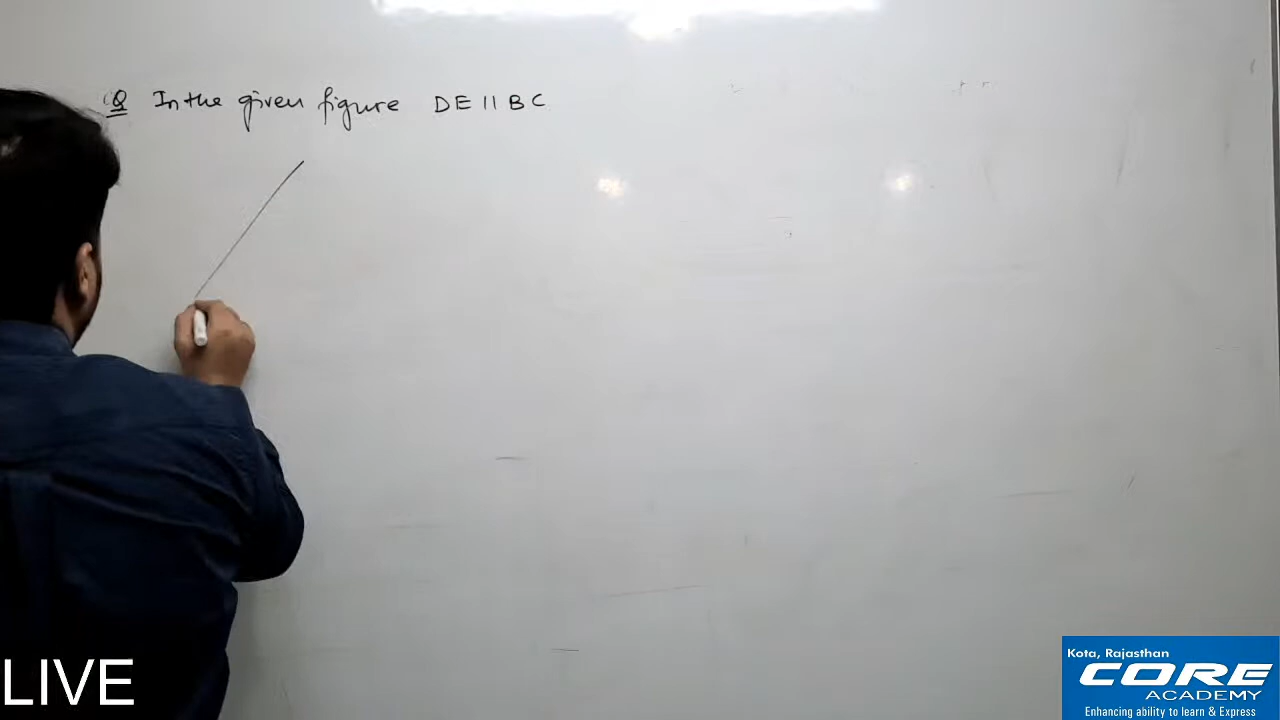 Q In the given figure DE || BC
LIVE
Kota, Rajasthan
CORE
ACADEMY
Enhancing ability to learn & Express